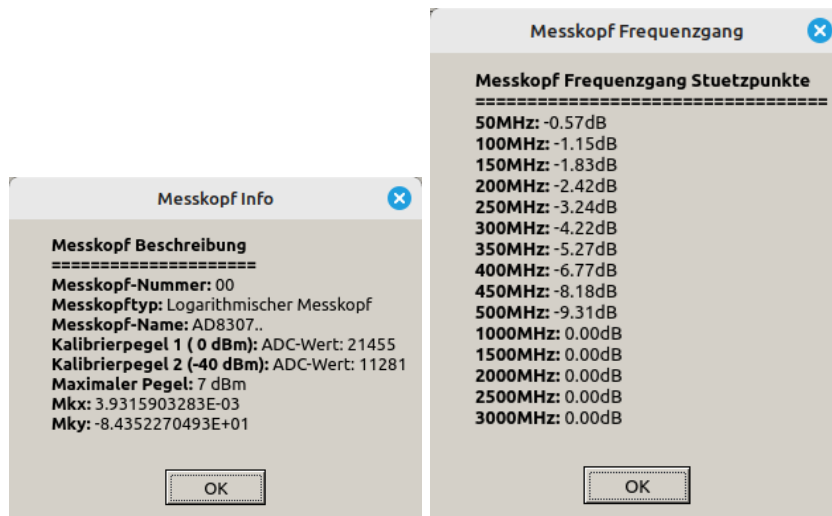 Messkopf Info
Messkopf Beschreibung
=====================
Messkopf-Nummer: 00
Messkopftyp: Logarithmischer Messkopf
Messkopf-Name: AD8307..
Kalibrierpegel 1 ( 0 dBm): ADC-Wert: 21455
Kalibrierpegel 2 (-40 dBm): ADC-Wert: 11281
Maximaler Pegel: 7 dBm
Mkx: 3.9315903283E-03
Mky: -8.4352270493E+01
OK
Messkopf Frequenzgang
Messkopf Frequenzgang Stuetzpunkte
==================================
50MHz: -0.57dB
100MHz: -1.15dB
150MHz: -1.83dB
200MHz: -2.42dB
250MHz: -3.24dB
300MHz: -4.22dB
350MHz: -5.27dB
400MHz: -6.77dB
450MHz: -8.18dB
500MHz: -9.31dB
1000MHz: 0.00dB
1500MHz: 0.00dB
2000MHz: 0.00dB
2500MHz: 0.00dB
3000MHz: 0.00dB
OK